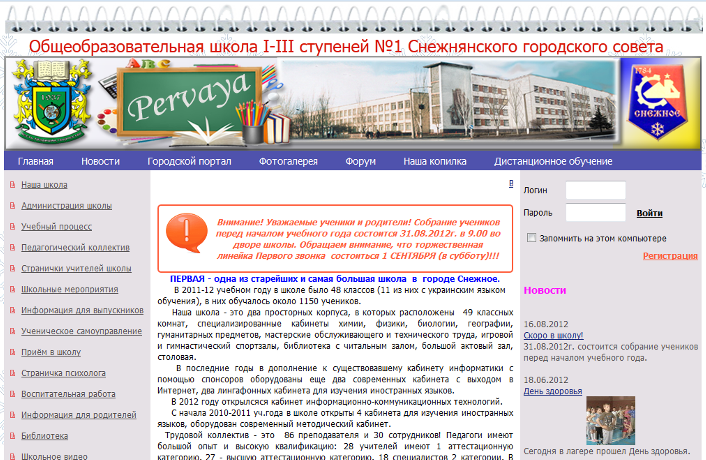 Общеобразовательная школа I-III ступеней №1 Снежнянского городского совета
ABC
Pervaya
1784
СНЕЖНОЕ
Главная Новости Городской портал Фотогалерея Форум Наша копилка Дистанционное обучение
Наша школа
Администрация школы
Учебный процесс
Педагогический коллектив
Странички учителей школы
Школьные мероприятия
Информация для выпускников
Ученическое самоуправление
Приём в школу
Страничка психолога
Воспитательная работа
Информация для родителей
Библиотека
Школьное видео
Внимание! Уважаемые ученики и родители! Собрание учеников
перед началом учебного года состоится 31.08.2012г. в 9.00 во
дворе школы. Обращаем внимание, что торжественная
линейка Первого звонка состоиться 1 СЕНТЯБРЯ (в субботу)!!!
ПЕРВАЯ - одна из старейших и самая большая школа в городе Снежное.
В 2011-12 учебном году в школе было 48 классов (11 из них с украинским языком
обучения), в них обучалось около 1150 учеников.
Наша школа - это два просторных корпуса, в которых расположены 49 классных
комнат, специализированные кабинеты химии, физики, биологии, географии,
гуманитарных предметов, мастерские обслуживающего и технического труда, игровой
и гимнастический спортзалы, библиотека с читальным залом, большой актовый зал,
столовая.
В последние годы в дополнение к существовавшему кабинету информатики с
помощью спонсоров оборудованы еще два современных кабинета с выходом в
Интернет, два лингафонных кабинета для изучения иностранных языков.
В 2012 году открылсяся кабинет информационно-коммуникационных технологий.
С начала 2010-2011 уч.года в школе открыты 4 кабинета для изучения иностранных
языков, оборудован современный методический кабинет.
Трудовой коллектив - это 86 преподавателя и 30 сотрудников! Педагоги имеют
большой опыт и высокую квалификацию: 28 учителей имеют 1 аттестационную
категорию, 27 - высшую аттестационную категорию, 18 специалистов 2 категории. В
Логин
Пароль Войти
Запомнить на этом компьютере
Регистрация
Новости
16.08.2012
Скоро в школу!
31.08.2012г. состоится собрание учеников
перед началом учебного года.
18.06.2012
День здоровья
Сегодня в лагере прошел День здоровья.